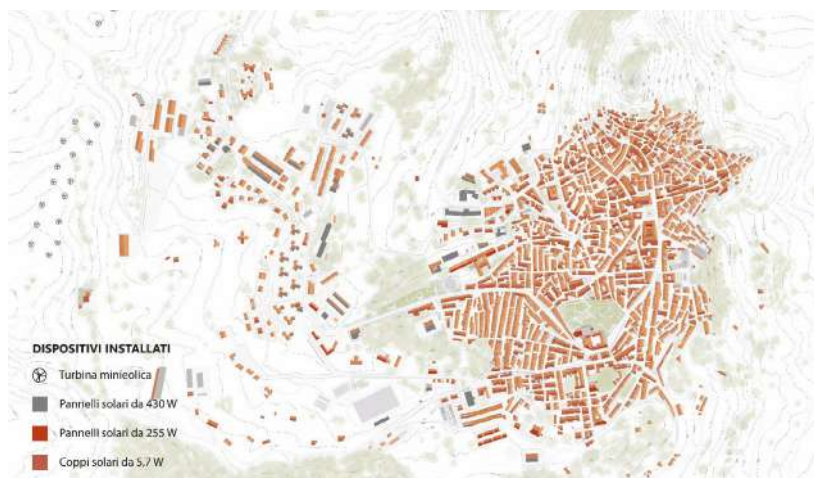 DISPOSITIVI INSTALLATI
Turbina minieolica
Pannelli solari da 430 W
Pannelli solari da 255 W
Coppi solari da 5,7 W